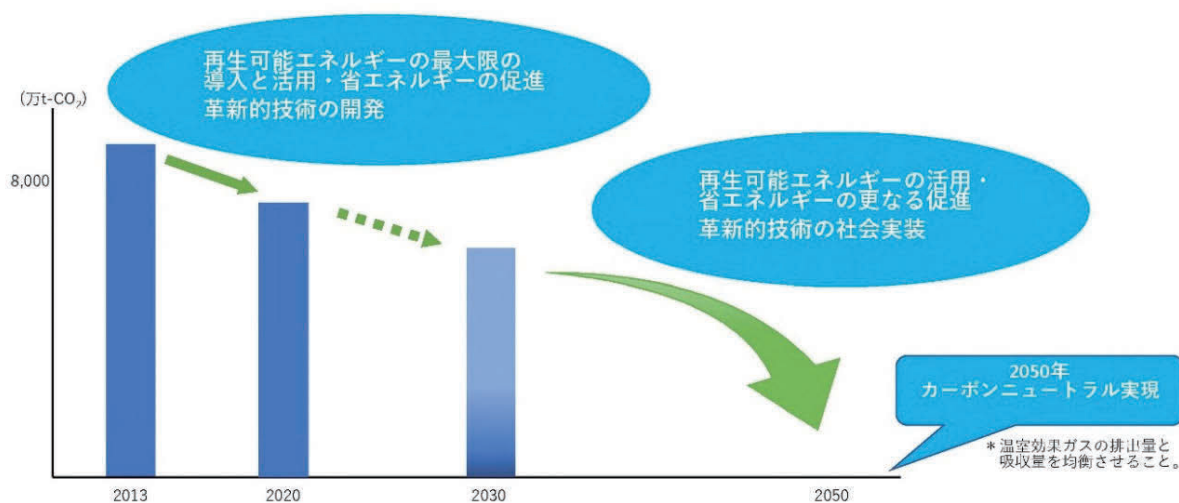 再生可能エネルギーの最大限の
導入と活用・省エネルギーの促進
革新的技術の開発
(万t-CO₂)
8,000
再生可能エネルギーの活用・
省エネルギーの更なる促進
革新的技術の社会実装
2050年
カーボンニュートラル実現
*温室効果ガスの排出量と
吸収量を均衡させること。
2013
2020
2030
2050